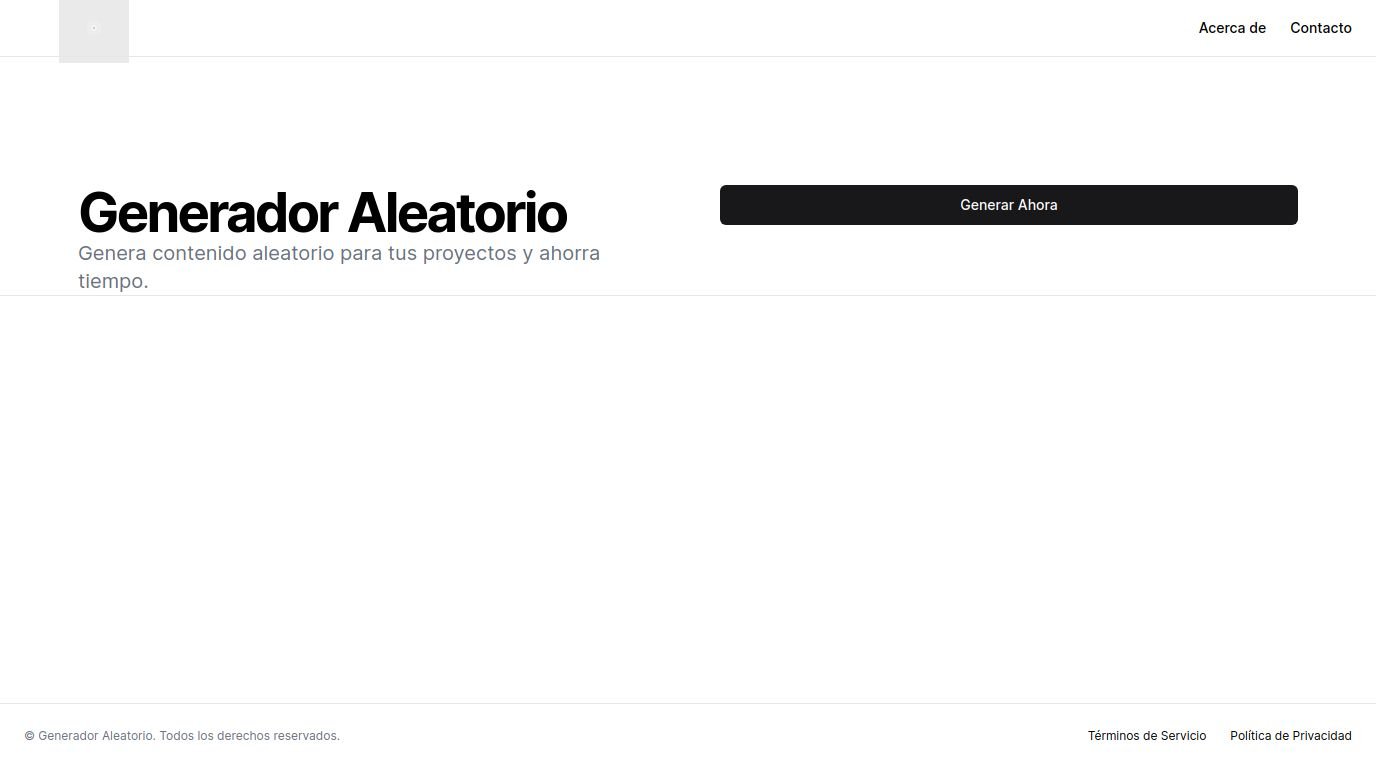 Acerca de
Contacto
Generador Aleatorio
Genera contenido aleatorio para tus proyectos y ahorra
tiempo.
Generar Ahora
© Generador Aleatorio. Todos los derechos reservados.
Términos de Servicio
Política de Privacidad